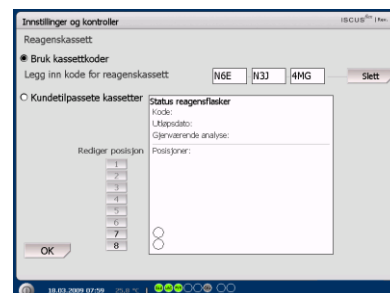 Innstillinger og kontroller
ISCUS
Reagenskassett
Bruk kassettkoder
Legg inn kode for reagenskassett N6E N3J 4MG Slett
Kundetilpassete kassetter
Status reagensflasker
Kode:
Utløpsdato:
Gjenværende analyse:
Rediger posisjon Posisjoner:
1
2
3
4
5
6
7
8
OK
18.03.2009 07:59 25.0 °C